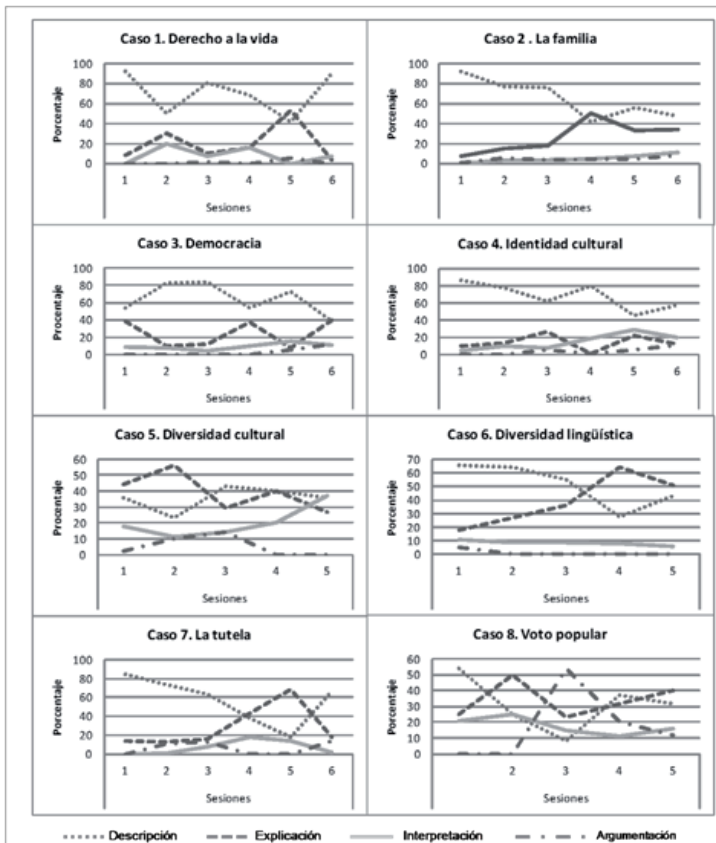 Caso 1. Derecho a la vida
Porcentaje
100
80
60
40
20
0
1 2 3 4 5 6
Sesiones
Caso 2 . La familia
Porcenaje
100
80
60
40
20
0
1 2 3 4 5 6
Sesiones
Caso 3. Democracia
Procentaje
100
80
60
40
20
0
1 2 3 4 5 6
Sesiones
Caso 4. Identidad cultural
Porcentaje
100
80
60
40
20
0
1 2 3 4 5 6
Sesiones
Caso 5. Diversidad cultural
Procentaje
60
50
40
30
20
10
0
1 2 3 4 5
Sesiones
Caso 6. Diversidad lingüística
Porcentaje
70
60
50
40
30
20
10
0
1 2 3 4 5
Sesiones
Caso 7. La tutela
Porcentaje
100
80
60
40
20
0
1 2 3 4 5 6
Sesiones
Caso 8. Voto popular
Porcentaje
60
50
40
30
20
10
0
2 3 4 5
Sesiones
Descripción Explicación Interpretación Argumentación